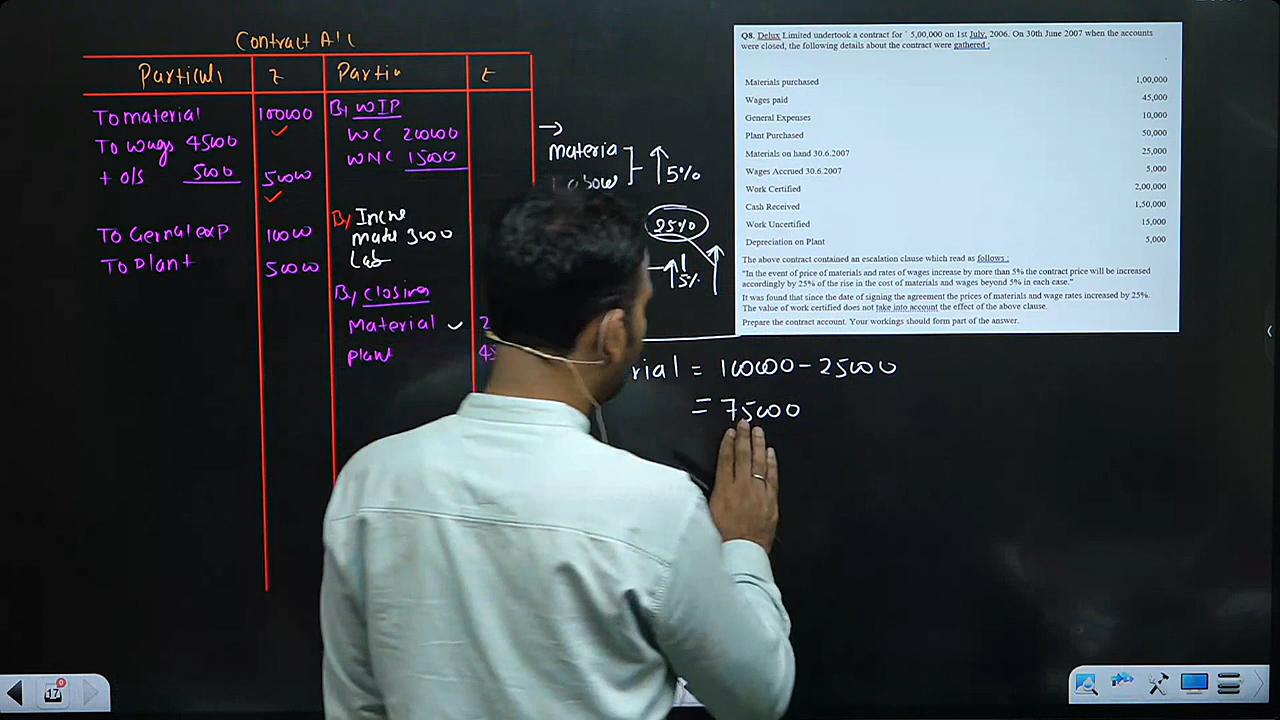 Contract A/c
Particul | ₹ | Partic | ₹
To material 100000
To wags 45000
+ o/s 5000 50000
To Gernal exp 10000
To Plant 50000
By WIP
WC 200000
WNC 15000
By Incre
mate 3000
Lab
By closing
Material
plant
→
materia
Labour
5%
25%
5%
Q8. Delux Limited undertook a contract for ` 5,00,000 on 1st July, 2006. On 30th June 2007 when the accounts
were closed, the following details about the contract were gathered :
Materials purchased 1,00,000
Wages paid 45,000
General Expenses 10,000
Plant Purchased 50,000
Materials on hand 30.6.2007 25,000
Wages Accrued 30.6.2007 5,000
Work Certified 2,00,000
Cash Received 1,50,000
Work Uncertified 15,000
Depreciation on Plant 5,000
The above contract contained an escalation clause which read as follows :
"In the event of price of materials and rates of wages increase by more than 5% the contract price will be increased
accordingly by 25% of the rise in the cost of materials and wages beyond 5% in each case."
It was found that since the date of signing the agreement the prices of materials and wage rates increased by 25%.
The value of work certified does not take into account the effect of the above clause.
Prepare the contract account. Your workings should form part of the answer.
rial = 100000 - 25000
= 75000
17
0